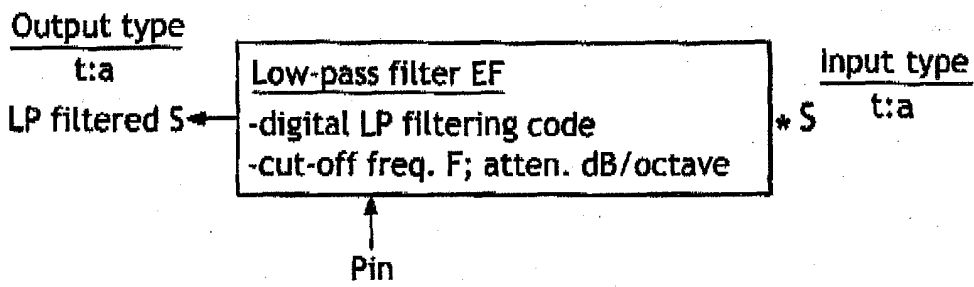 Output type
t:a
LP filtered S
Low-pass filter EF
-digital LP filtering code
-cut-off freq. F; atten. dB/octave
* S
Input type
t:a
Pin